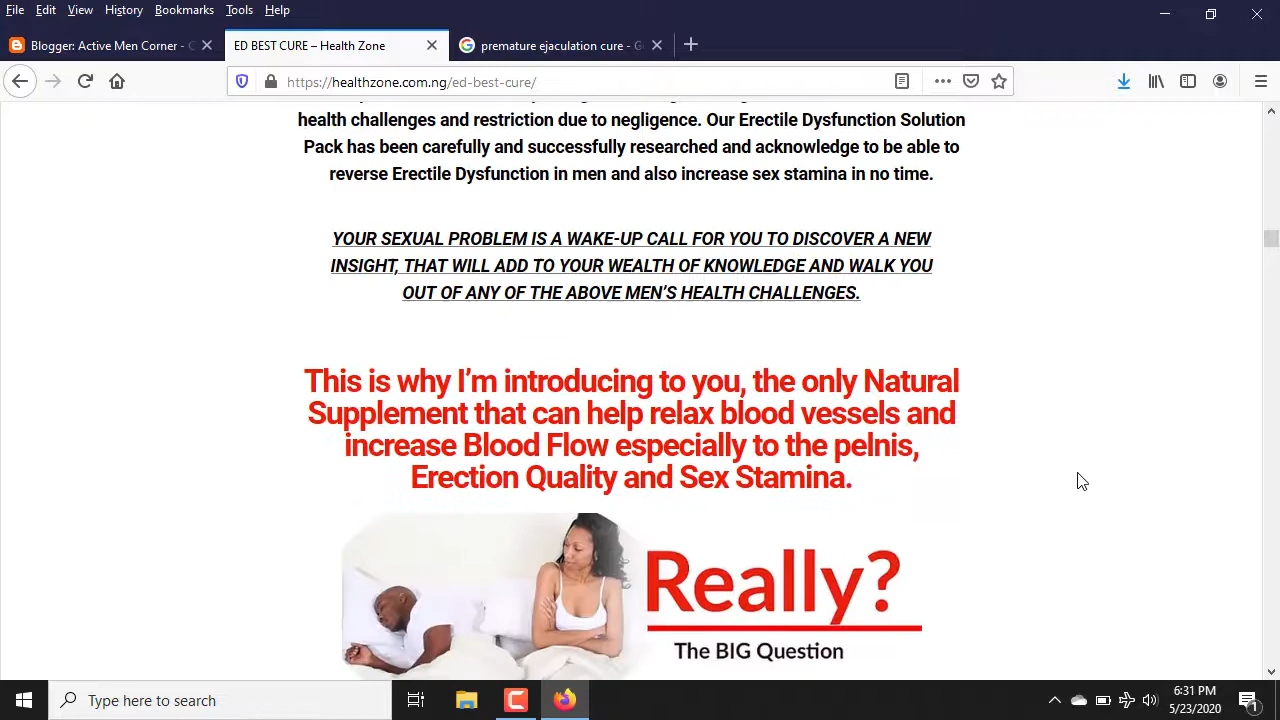 File Edit View History Bookmarks Tools Help
Blogger: Active Men Corner - C
ED BEST CURE – Health Zone
premature ejaculation cure - G
https://healthzone.com.ng/ed-best-cure/
health challenges and restriction due to negligence. Our Erectile Dysfunction Solution
Pack has been carefully and successfully researched and acknowledge to be able to
reverse Erectile Dysfunction in men and also increase sex stamina in no time.
YOUR SEXUAL PROBLEM IS A WAKE-UP CALL FOR YOU TO DISCOVER A NEW
INSIGHT, THAT WILL ADD TO YOUR WEALTH OF KNOWLEDGE AND WALK YOU
OUT OF ANY OF THE ABOVE MEN'S HEALTH CHALLENGES.
This is why I'm introducing to you, the only Natural
Supplement that can help relax blood vessels and
increase Blood Flow especially to the pelnis,
Erection Quality and Sex Stamina.
Really?
The BIG Question
Type here to search
6:31 PM
5/23/2020
1